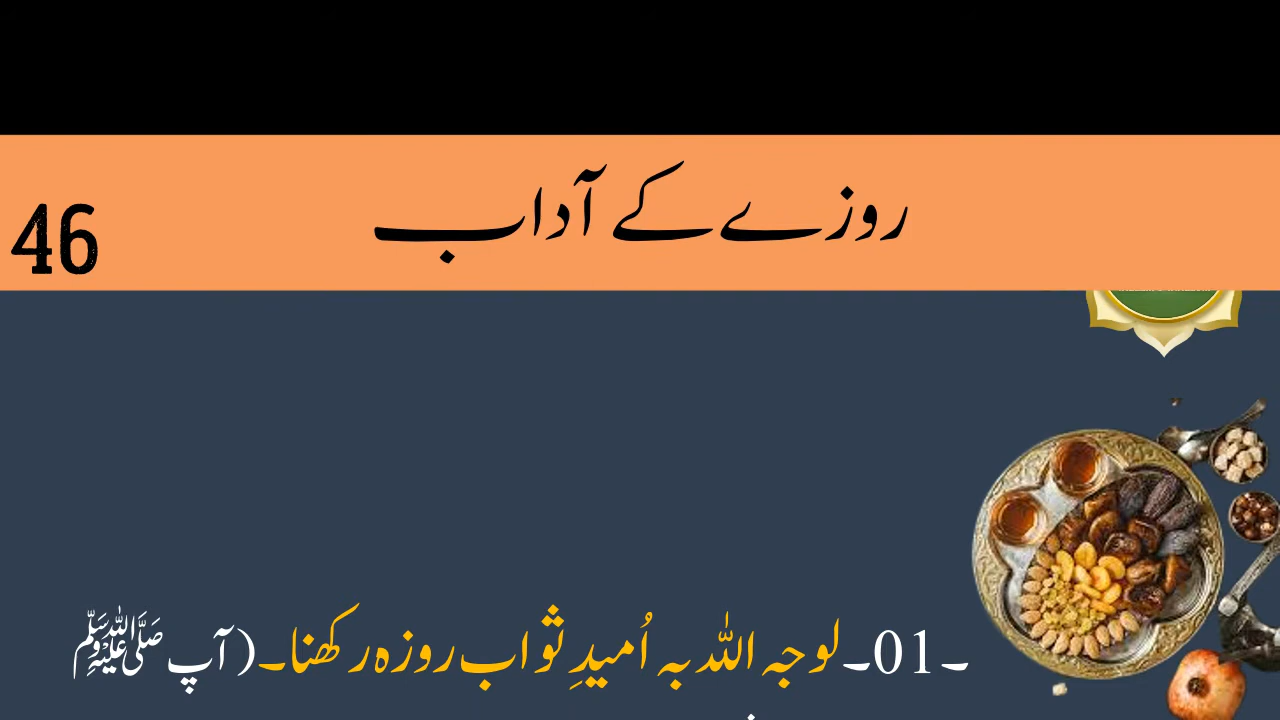 روزے کے آداب
46
۔01۔لوجہ اللہ بہ اُمیدِ ثواب روزہ رکھنا۔(آپ ﷺ